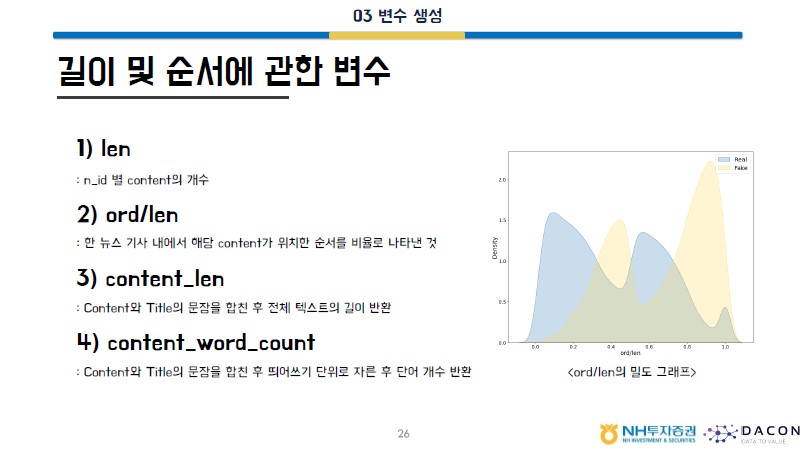 03 변수 생성
길이 및 순서에 관한 변수
1) len
: n_id 별 content의 개수
2) ord/len
: 한 뉴스 기사 내에서 해당 content가 위치한 순서를 비율로 나타낸 것
3) content_len
: Content와 Title의 문장을 합친 후 전체 텍스트의 길이 반환
4) content_word_count
: Content와 Title의 문장을 합친 후 띄어쓰기 단위로 자른 후 단어 개수 반환
Real
Fake
2.0
1.5
1.0
0.5
0.0
Density
0.0 0.2 0.4 0.6 0.8 1.0
ord/len
<ord/len의 밀도 그래프>
26
NH투자증권
NH INVESTMENT & SECURITIES
DACON
DATA TO VALUE